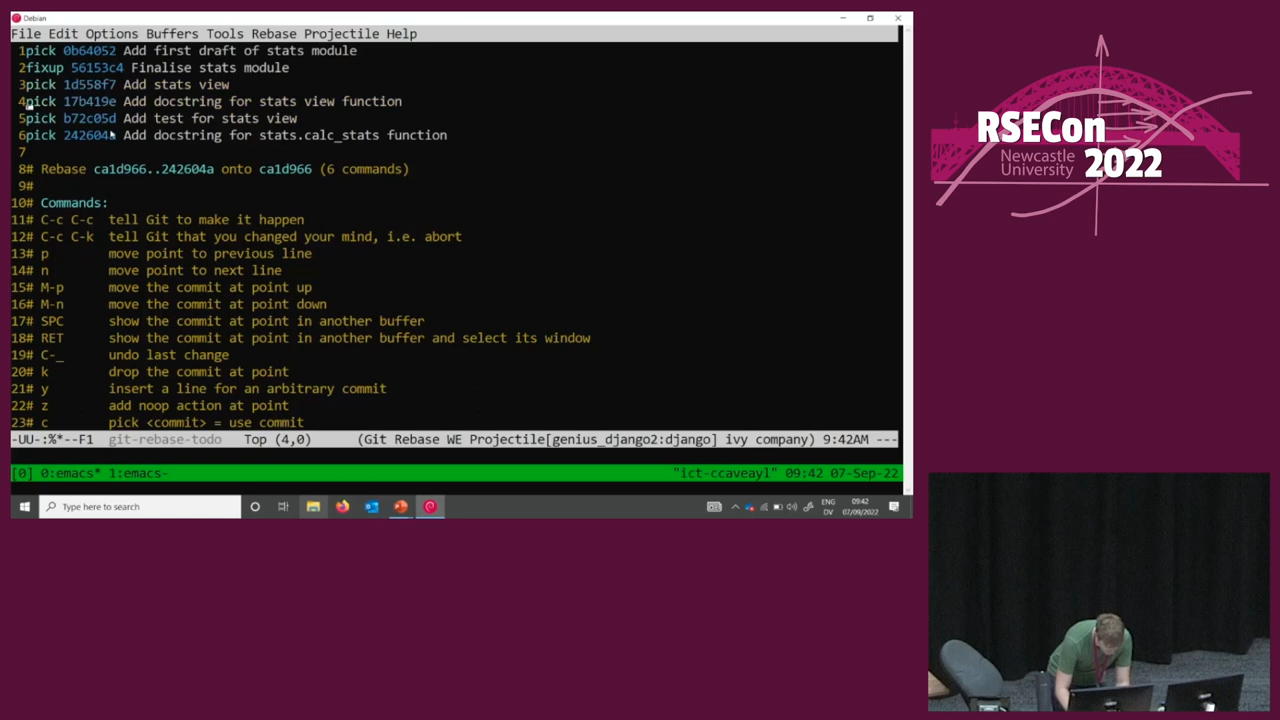 Debian
File Edit Options Buffers Tools Rebase Projectile Help
1pick 0b64052 Add first draft of stats module
2fixup 56153c4 Finalise stats module
3pick 1d558f7 Add stats view
4pick 17b419e Add docstring for stats view function
5pick b72c05d Add test for stats view
6pick 242604a Add docstring for stats.calc_stats function
7
8# Rebase ca1d966..242604a onto ca1d966 (6 commands)
9#
10# Commands:
11# C-c C-c tell Git to make it happen
12# C-c C-k tell Git that you changed your mind, i.e. abort
13# p move point to previous line
14# n move point to next line
15# M-p move the commit at point up
16# M-n move the commit at point down
17# SPC show the commit at point in another buffer
18# RET show the commit at point in another buffer and select its window
19# C-_ undo last change
20# k drop the commit at point
21# y insert a line for an arbitrary commit
22# z add noop action at point
23# c pick <commit> = use commit
-UU-:%*--F1 git-rebase-todo Top (4,0) (Git Rebase WE Projectile[genius_django2:django] ivy company) 9:42AM ---
[0] 0:emacs* 1:emacs- "ict-ccaveayl" 09:42 07-Sep-22
Type here to search
ENG
DV
09:42
07/09/2022
RSECon
Newcastle
University
2022